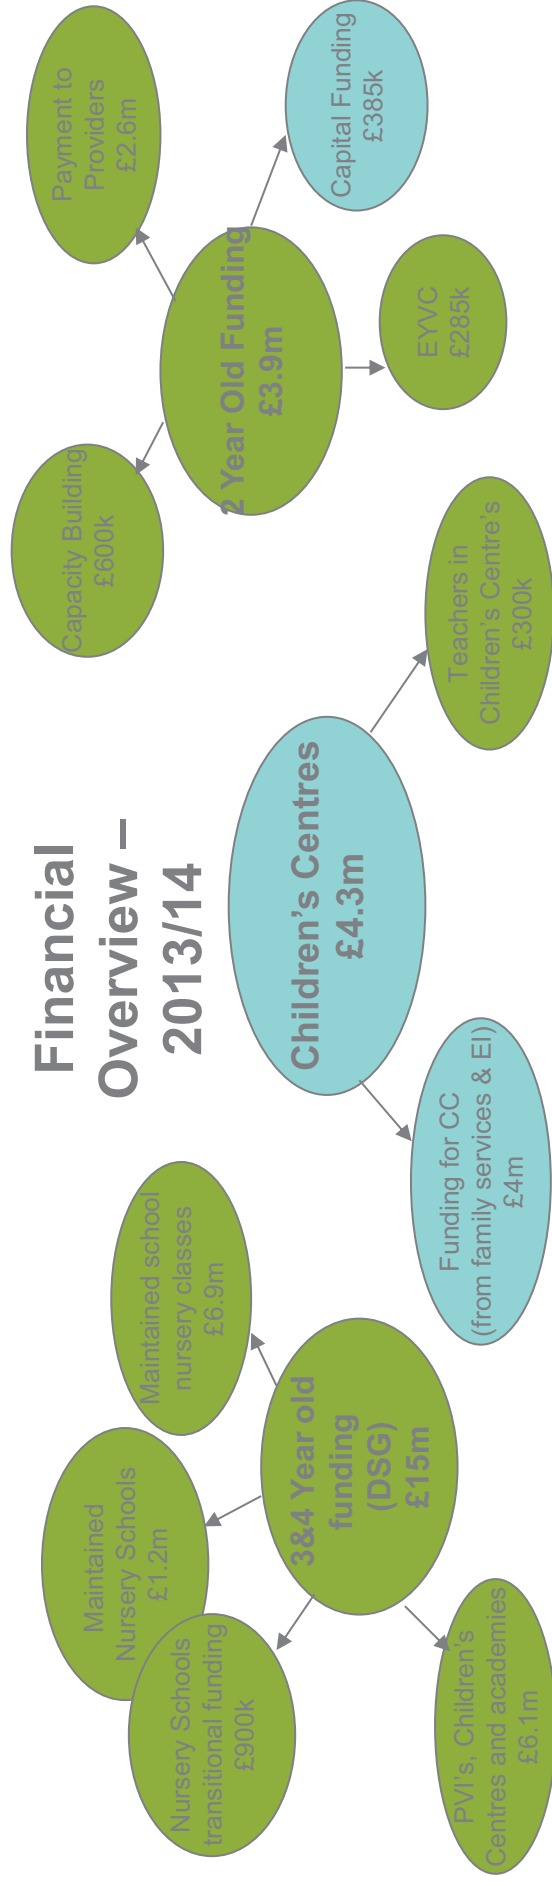 Financial
Overview –
2013/14
Maintained
Nursery Schools
£1.2m
Maintained school
nursery classes
£6.9m
Nursery Schools
transitional funding
£900k
3&4 Year old
funding
(DSG)
£15m
PVI's, Children's
Centres and academies
£6.1m
Children's Centres
£4.3m
Funding for CC
(from family services & EI)
£4m
Teachers in
Children's Centre's
£300k
Capacity Building
£600k
Payment to
Providers
£2.6m
2 Year Old Funding
£3.9m
EYVC
£285k
Capital Funding
£385k